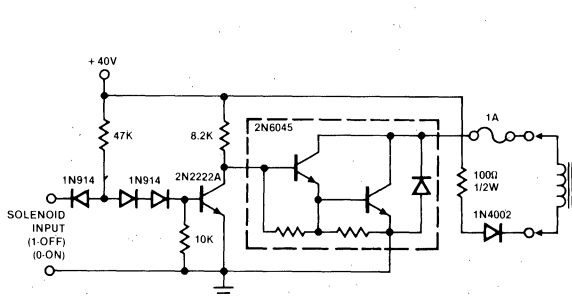 + 40V
47K
8.2K
2N6045
1A
1N914
1N914
2N2222A
100Ω
1/2W
1N4002
SOLENOID
INPUT
(1-OFF)
(0-ON)
10K